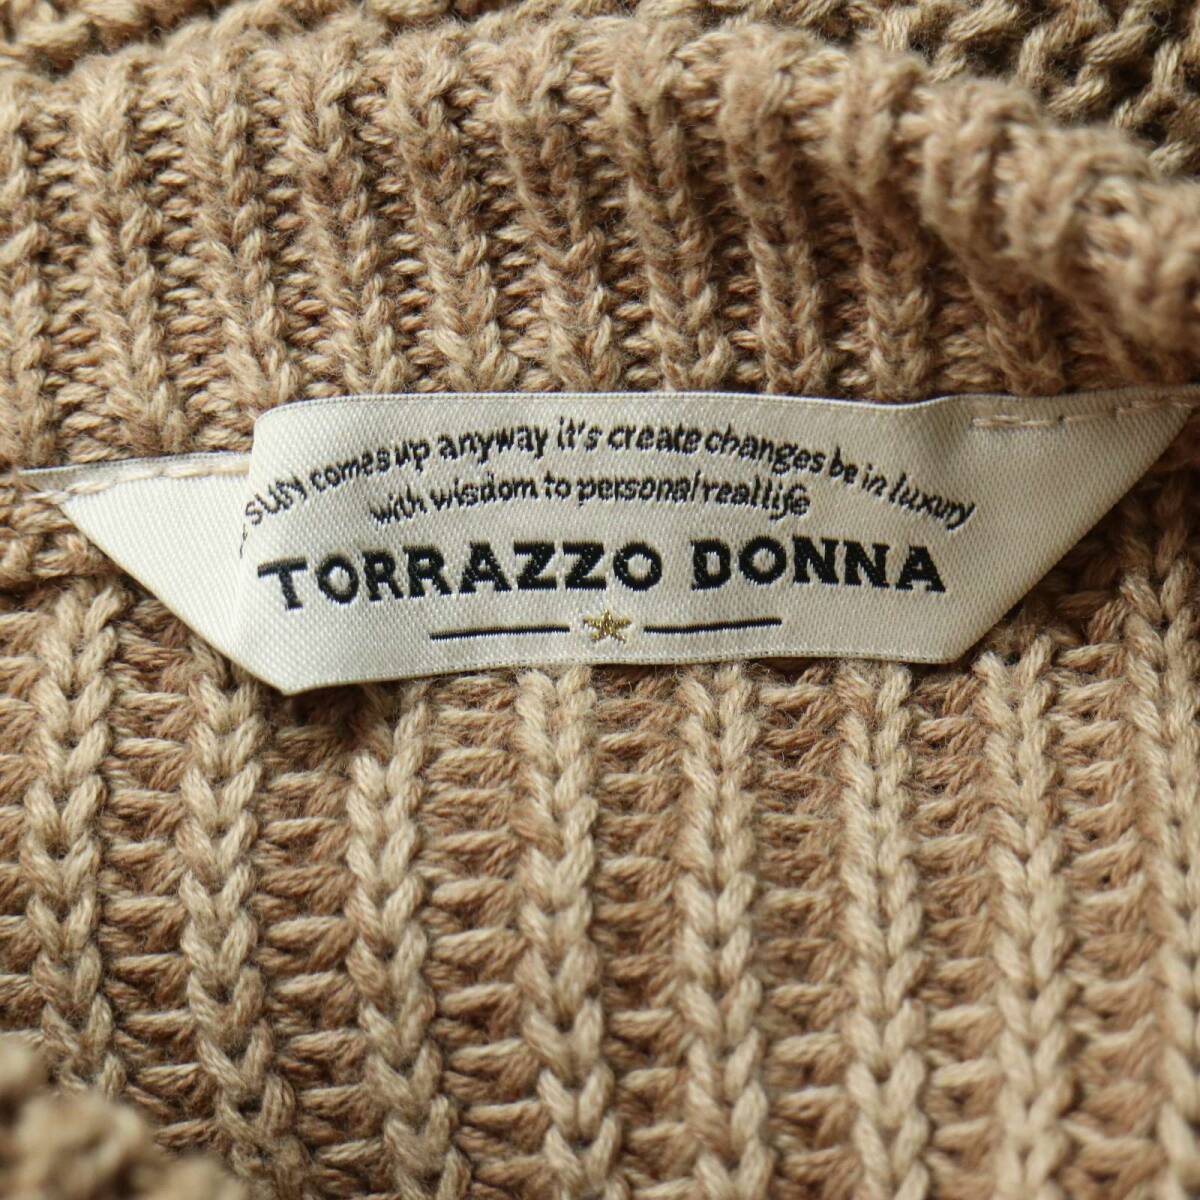 SUN comes up anyway it's create changes be in luxury
with wisdom to personal real life
TORRAZZO DONNA